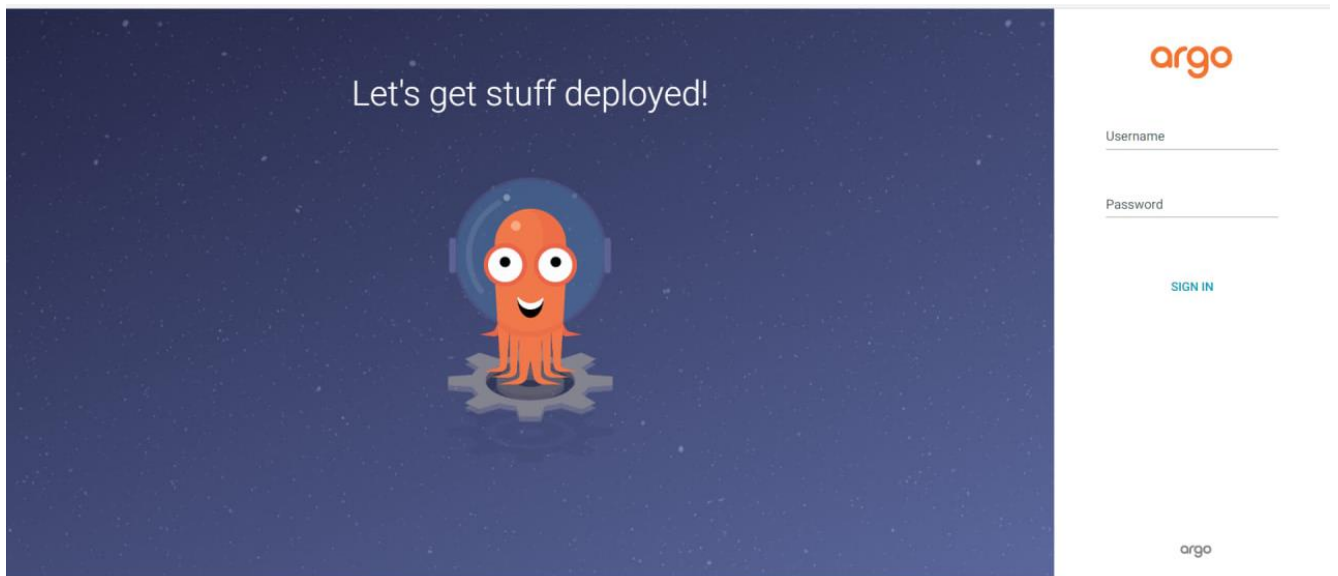 Let's get stuff deployed!
argo
Username
Password
SIGN IN
argo